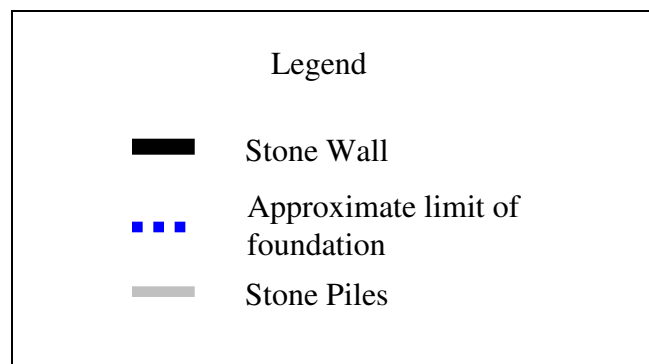 Legend
Stone Wall
Approximate limit of
foundation
Stone Piles